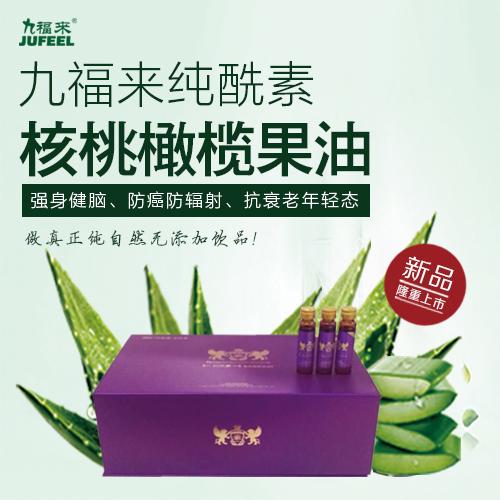 九福来®
JUFEEL
九福来纯酰素
核桃橄榄果油
强身健脑、防癌防辐射、抗衰老年轻态
做真正纯自然无添加饮品!
新品
隆重上市